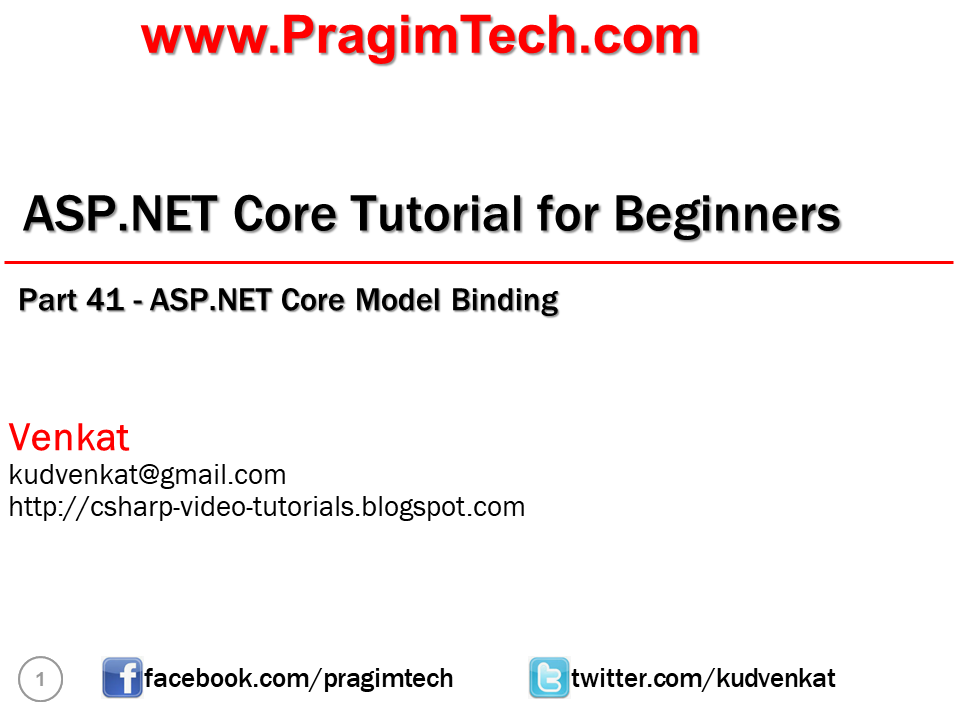 www.PragimTech.com
ASP.NET Core Tutorial for Beginners
Part 41 - ASP.NET Core Model Binding
Venkat
kudvenkat@gmail.com
http://csharp-video-tutorials.blogspot.com
1
facebook.com/pragimtech
twitter.com/kudvenkat